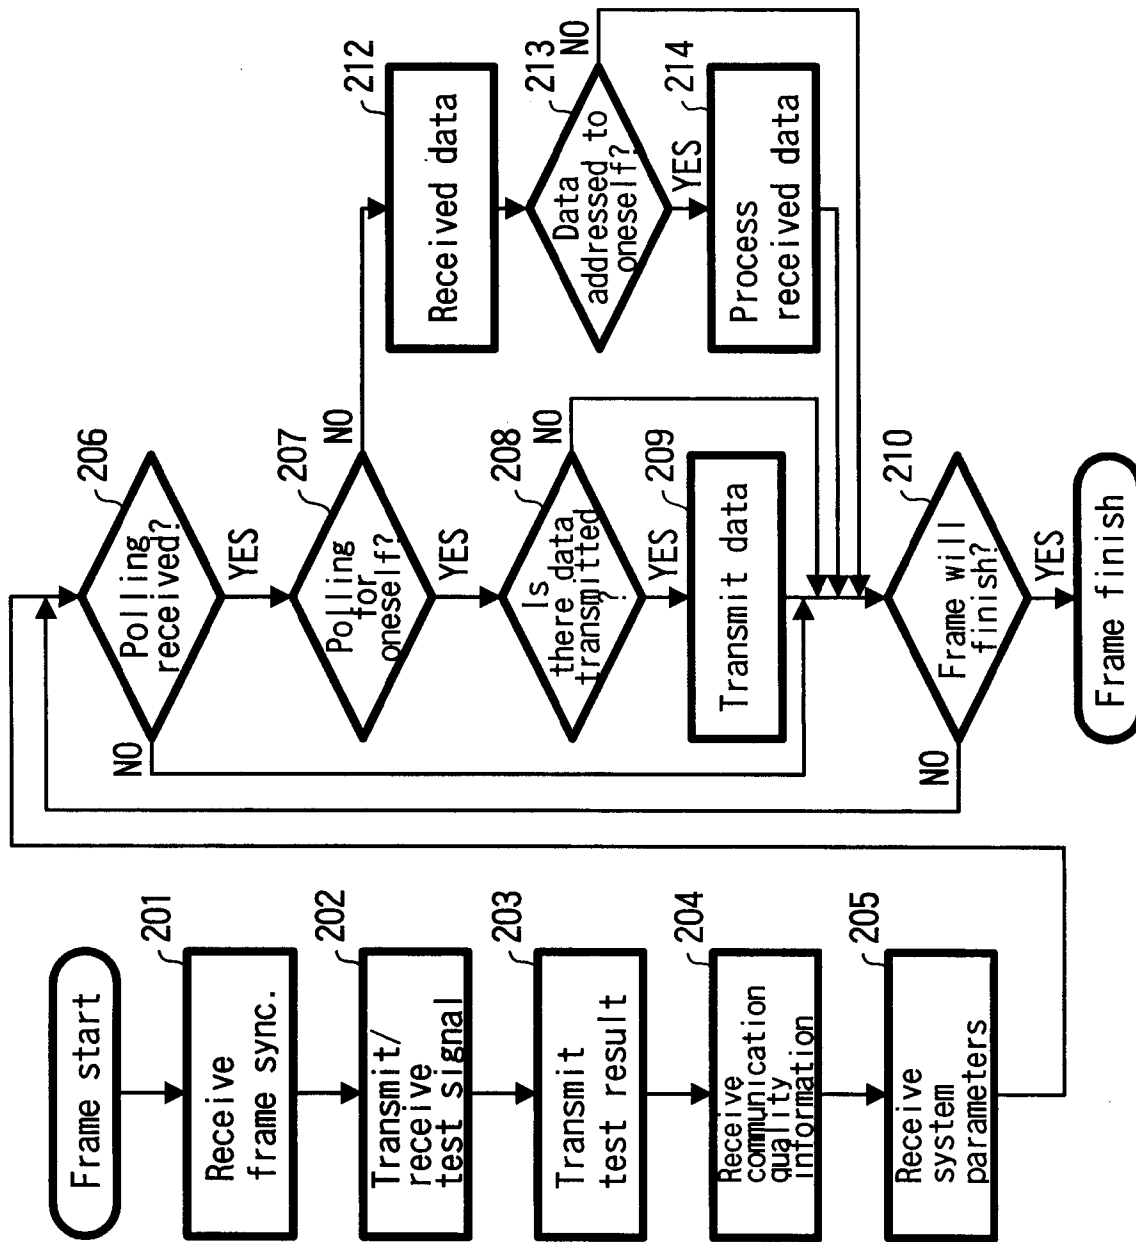 Frame start
201
Receive
frame sync.
202
Transmit/
receive
test signal
203
Transmit
test result
204
Receive
communication
quality
information
205
Receive
system
parameters
206
Polling
received?
NO
YES
207
Polling
for
oneself?
NO
YES
208
Is
there data
transmitted
?
NO
YES
209
Transmit data
210
Frame will
finish?
NO
YES
Frame finish
212
Received data
213
Data
addressed to
oneself?
NO
YES
214
Process
received data